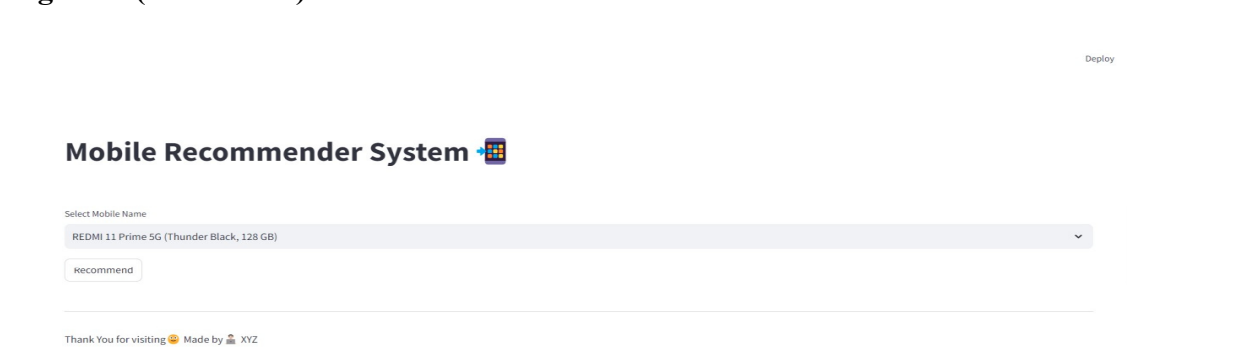 Deploy
Mobile Recommender System 📲
Select Mobile Name
REDMI 11 Prime 5G (Thunder Black, 128 GB)
Recommend
Thank You for visiting😀 Made by 👨🏻‍💻 XYZ